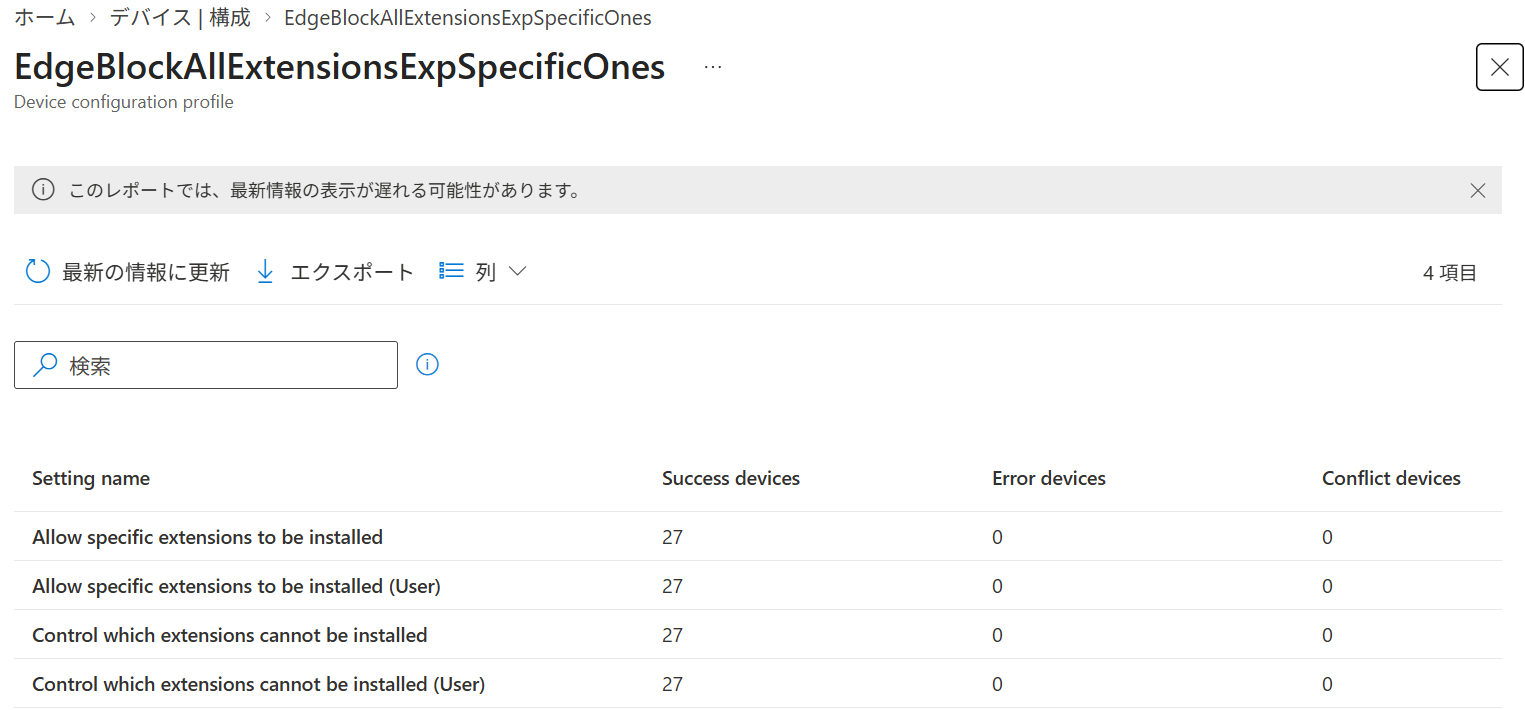 ホーム > デバイス | 構成 > EdgeBlockAllExtensionsExpSpecificOnes
EdgeBlockAllExtensionsExpSpecificOnes ...
Device configuration profile
このレポートでは、最新情報の表示が遅れる可能性があります。
最新の情報に更新 エクスポート 列 4 項目
検索
Setting name Success devices Error devices Conflict devices
Allow specific extensions to be installed 27 0 0
Allow specific extensions to be installed (User) 27 0 0
Control which extensions cannot be installed 27 0 0
Control which extensions cannot be installed (User) 27 0 0